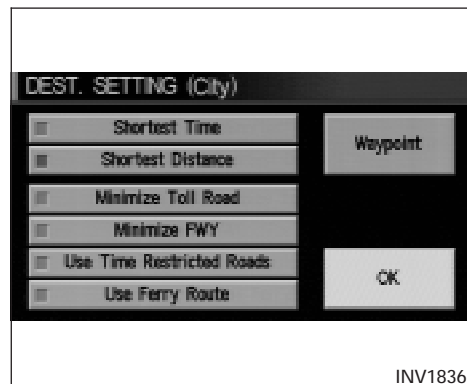 DEST. SETTING (City)
Shortest Time
Shortest Distance
Waypoint
Minimize Toll Road
Minimize FWY
Use Time Restricted Roads
Use Ferry Route
OK
INV1836